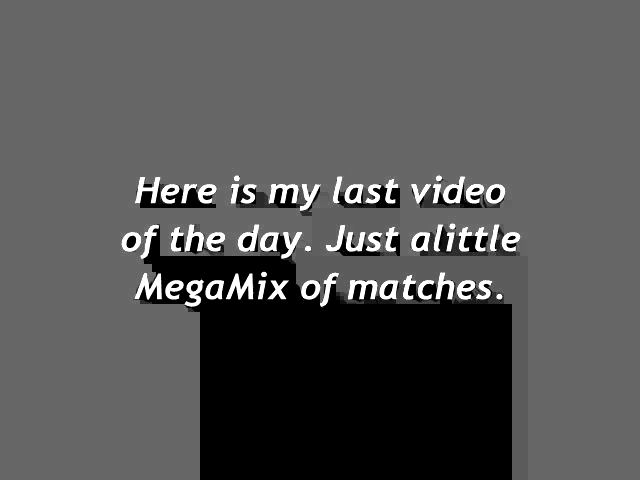 Here is my last video
of the day. Just alittle
MegaMix of matches.